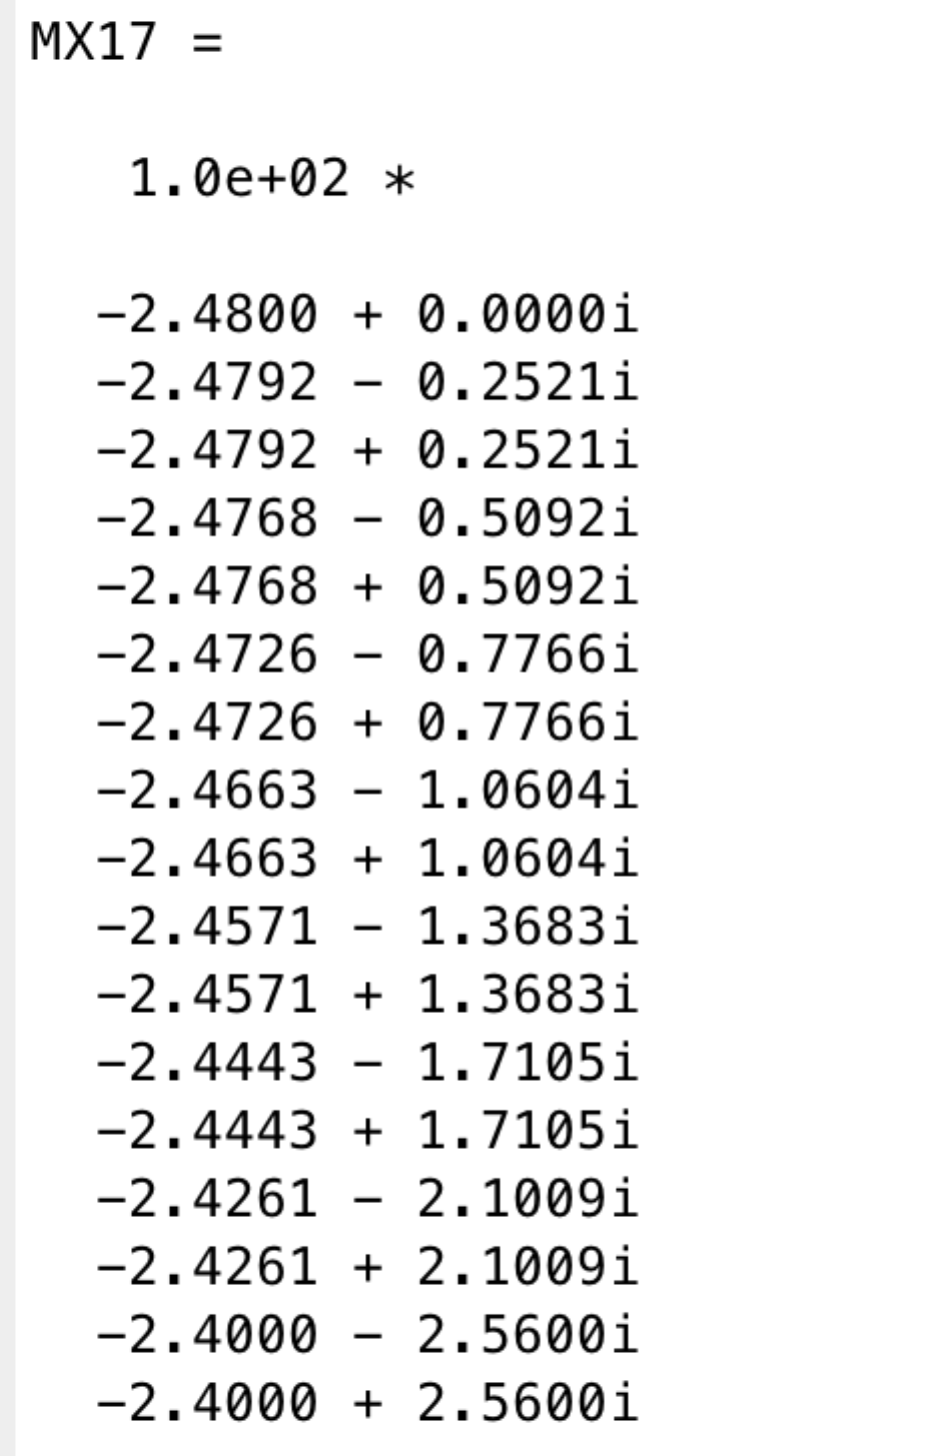 MX17 =
1.0e+02 *
−2.4800 + 0.0000i
−2.4792 − 0.2521i
−2.4792 + 0.2521i
−2.4768 − 0.5092i
−2.4768 + 0.5092i
−2.4726 − 0.7766i
−2.4726 + 0.7766i
−2.4663 − 1.0604i
−2.4663 + 1.0604i
−2.4571 − 1.3683i
−2.4571 + 1.3683i
−2.4443 − 1.7105i
−2.4443 + 1.7105i
−2.4261 − 2.1009i
−2.4261 + 2.1009i
−2.4000 − 2.5600i
−2.4000 + 2.5600i